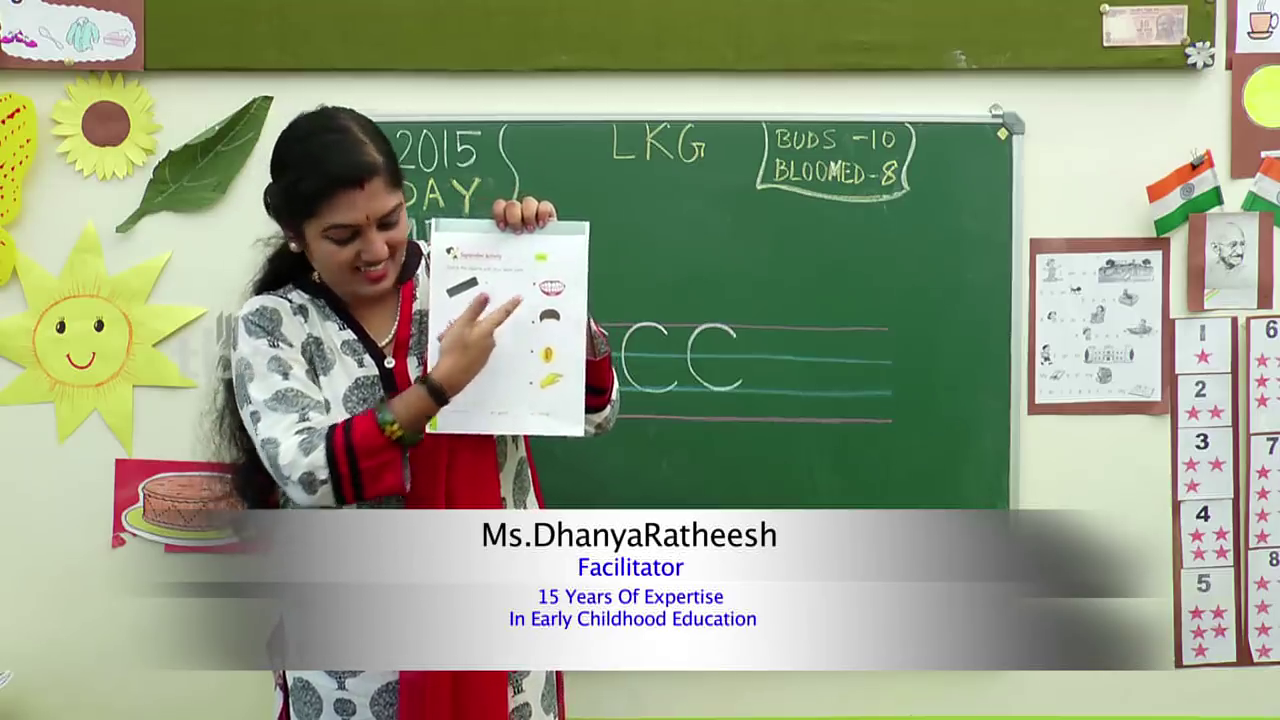 2015
DAY
LKG
BUDS -10
BLOOMED-8
CC
1
2
3
4
5
6
7
8
Ms.DhanyaRatheesh
Facilitator
15 Years Of Expertise
In Early Childhood Education